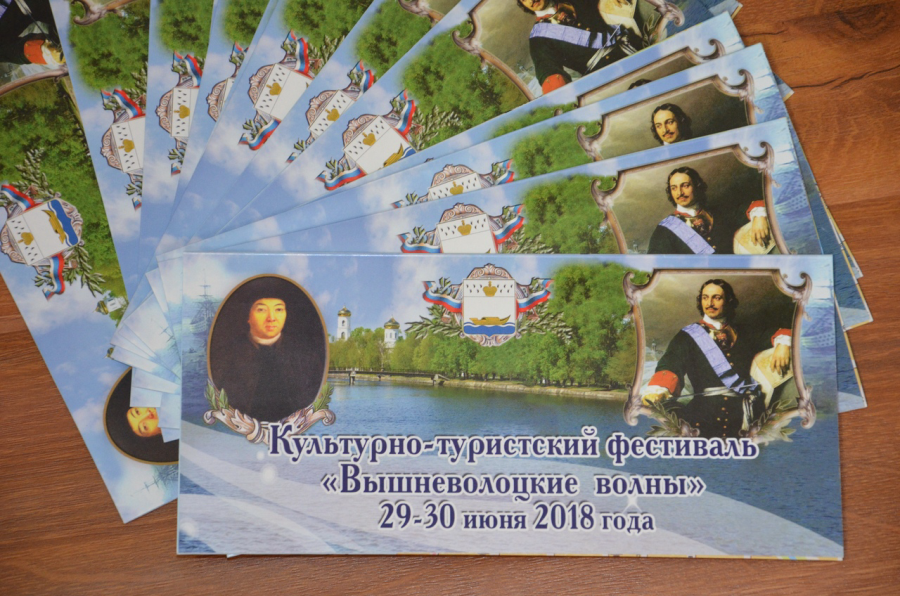 Культурно-туристский фестиваль
«Вышневолоцкие волны»
29-30 июня 2018 года